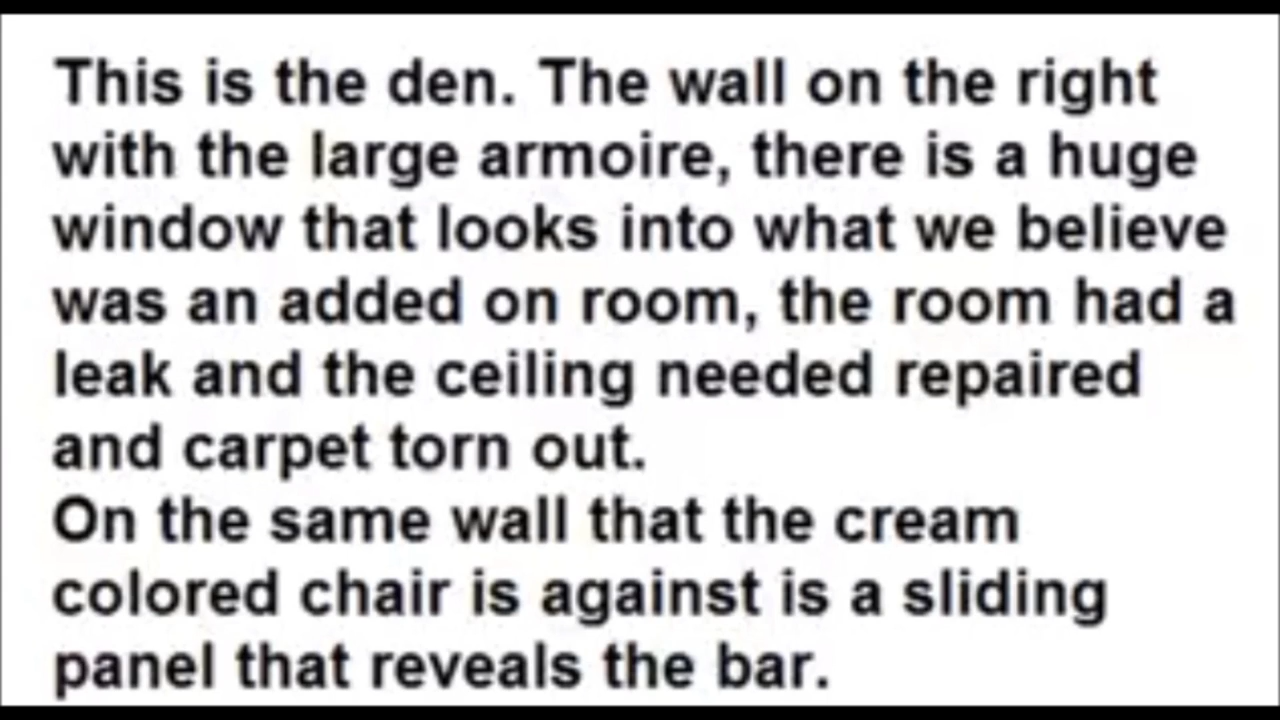 This is the den. The wall on the right
with the large armoire, there is a huge
window that looks into what we believe
was an added on room, the room had a
leak and the ceiling needed repaired
and carpet torn out.
On the same wall that the cream
colored chair is against is a sliding
panel that reveals the bar.